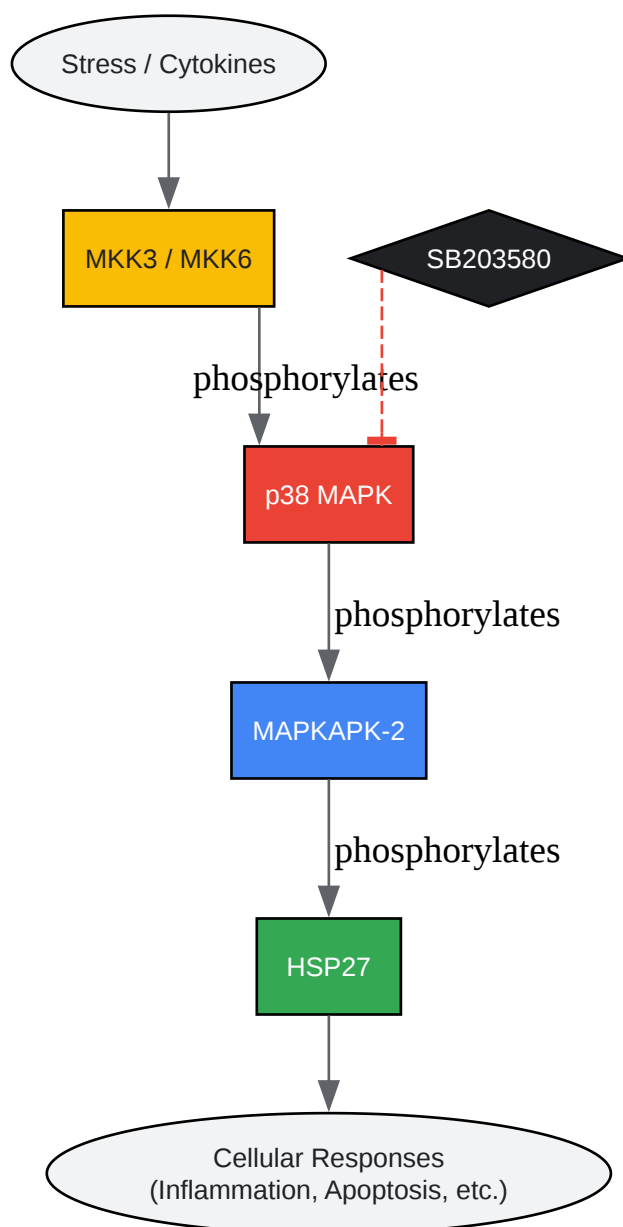 Stress / Cytokines
MKK3 / MKK6
SB203580
phosphorylates
p38 MAPK
phosphorylates
MAPKAPK-2
phosphorylates
HSP27
Cellular Responses
(Inflammation, Apoptosis, etc.)